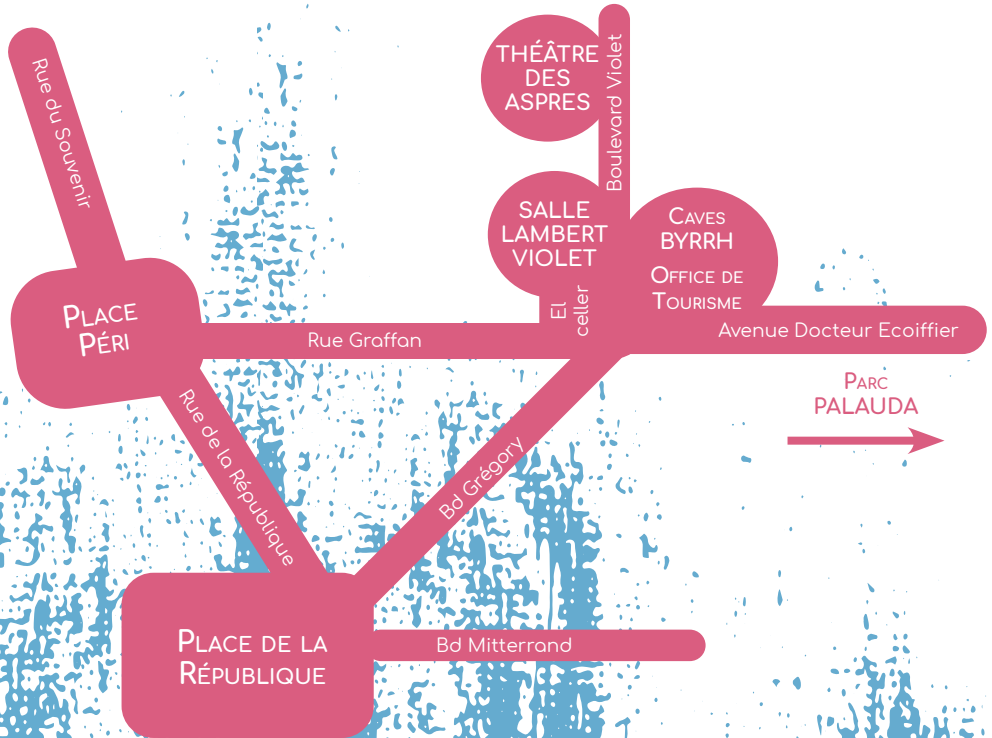 Rue du Souvenir
THÉÂTRE
DES
ASPRES
Boulevard Violet
SALLE
LAMBERT
VIOLET
El
celler
CAVES
BYRRH
OFFICE DE
TOURISME
PLACE
PÉRI
Rue Graffan
Avenue Docteur Ecoiffier
PARC
PALAUDA
Rue de la République
Bd Grégory
PLACE DE LA
RÉPUBLIQUE
Bd Mitterrand